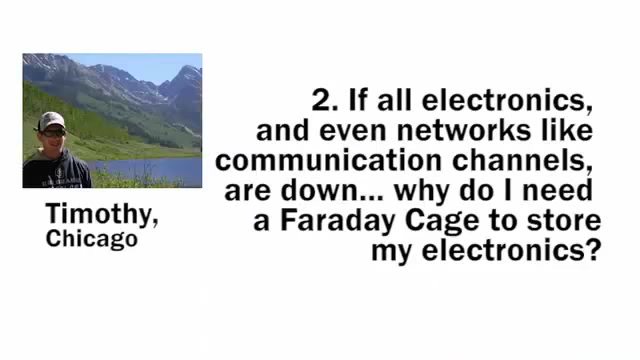 2. If all electronics,
and even networks like
communication channels,
are down... why do I need
a Faraday Cage to store
my electronics?
Timothy,
Chicago